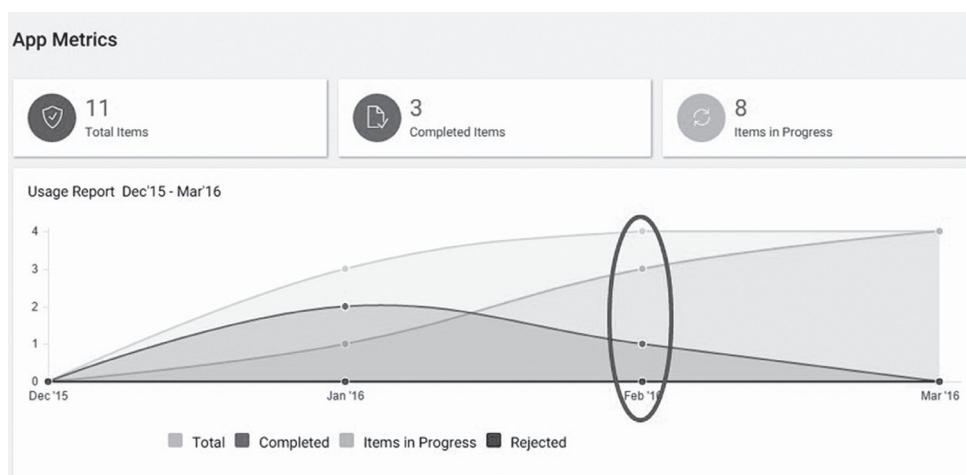 App Metrics
11
Total Items
3
Completed Items
8
Items in Progress
Usage Report Dec'15 - Mar'16
4
3
2
1
0
Dec '15 Jan '16 Feb '16 Mar '16
Total Completed Items in Progress Rejected